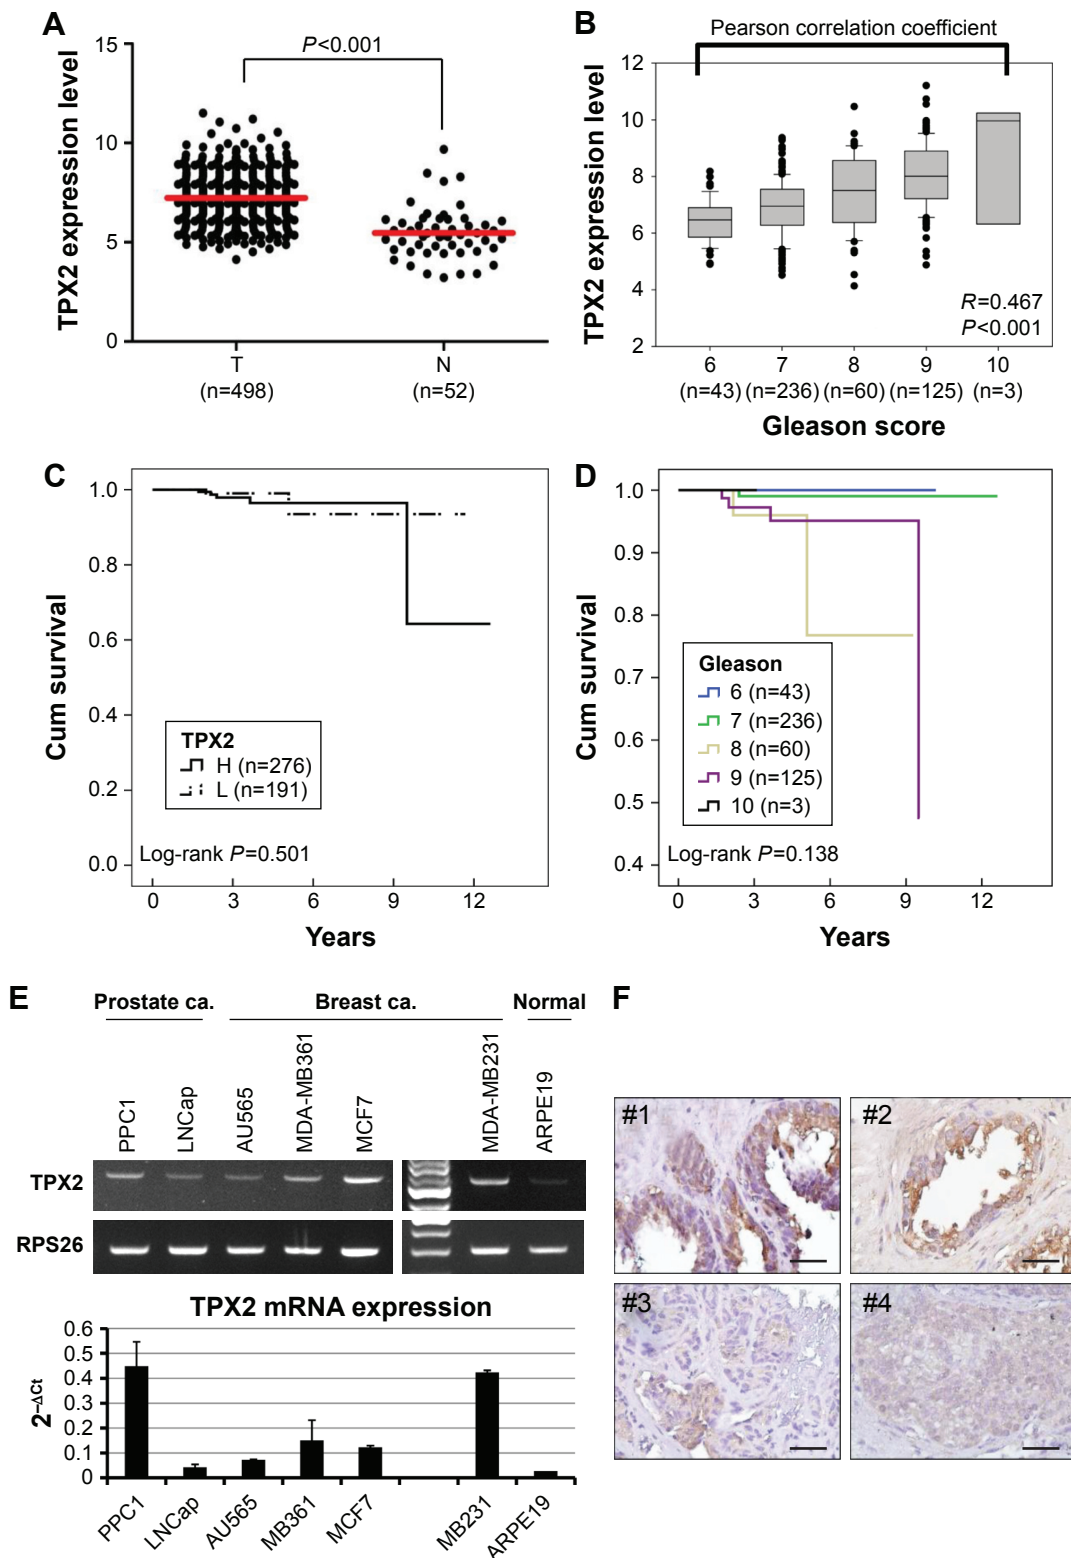 A
P<0.001
TPX2 expression level
15
10
5
0
T
N
(n=498)
(n=52)
B
Pearson correlation coefficient
TPX2 expression level
12
10
8
6
4
2
R=0.467
P<0.001
6
7
8
9
10
(n=43)
(n=236)
(n=60)
(n=125)
(n=3)
Gleason score
C
Cum survival
1.0
0.8
0.6
0.4
0.2
0.0
TPX2
H (n=276)
L (n=191)
Log-rank P=0.501
0
3
6
9
12
Years
D
Cum survival
1.0
0.9
0.8
0.7
0.6
0.5
0.4
Gleason
6 (n=43)
7 (n=236)
8 (n=60)
9 (n=125)
10 (n=3)
Log-rank P=0.138
0
3
6
9
12
Years
E
Prostate ca.
Breast ca.
Normal
PPC1
LNCap
AU565
MDA-MB361
MCF7
MDA-MB231
ARPE19
TPX2
RPS26
TPX2 mRNA expression
2–ΔCt
0.6
0.5
0.4
0.3
0.2
0.1
0
PPC1
LNCap
AU565
MB361
MCF7
MB231
ARPE19
F
#1
#2
#3
#4